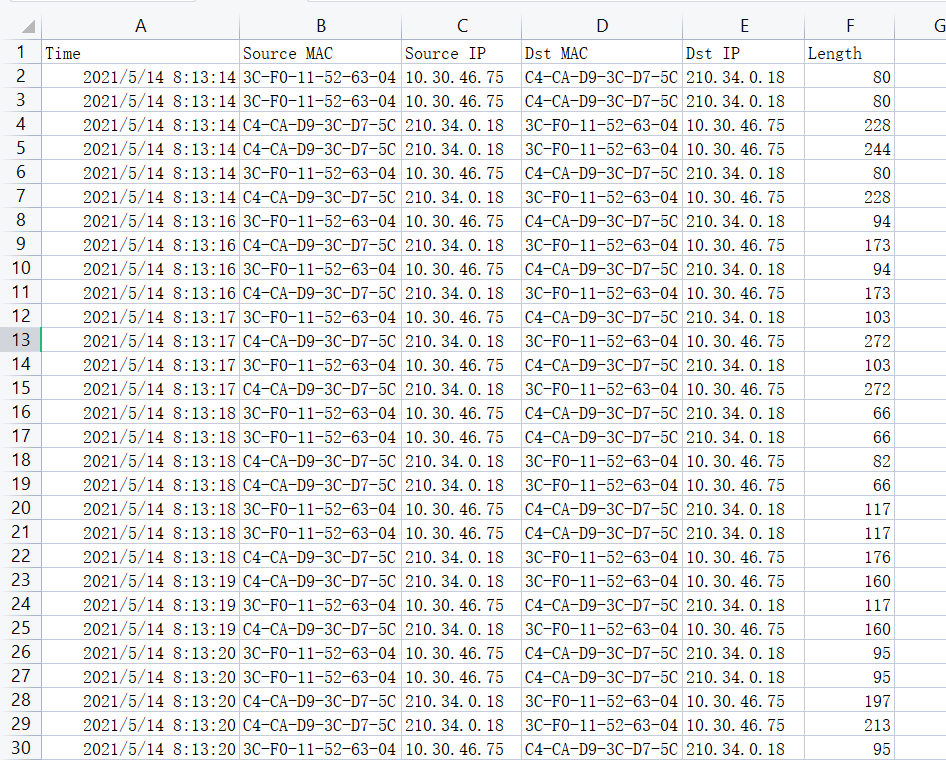 A B C D E F G
1 Time Source MAC Source IP Dst MAC Dst IP Length
2 2021/5/14 8:13:14 3C-F0-11-52-63-04 10.30.46.75 C4-CA-D9-3C-D7-5C 210.34.0.18 80
3 2021/5/14 8:13:14 3C-F0-11-52-63-04 10.30.46.75 C4-CA-D9-3C-D7-5C 210.34.0.18 80
4 2021/5/14 8:13:14 C4-CA-D9-3C-D7-5C 210.34.0.18 3C-F0-11-52-63-04 10.30.46.75 228
5 2021/5/14 8:13:14 C4-CA-D9-3C-D7-5C 210.34.0.18 3C-F0-11-52-63-04 10.30.46.75 244
6 2021/5/14 8:13:14 3C-F0-11-52-63-04 10.30.46.75 C4-CA-D9-3C-D7-5C 210.34.0.18 80
7 2021/5/14 8:13:14 C4-CA-D9-3C-D7-5C 210.34.0.18 3C-F0-11-52-63-04 10.30.46.75 228
8 2021/5/14 8:13:16 3C-F0-11-52-63-04 10.30.46.75 C4-CA-D9-3C-D7-5C 210.34.0.18 94
9 2021/5/14 8:13:16 C4-CA-D9-3C-D7-5C 210.34.0.18 3C-F0-11-52-63-04 10.30.46.75 173
10 2021/5/14 8:13:16 3C-F0-11-52-63-04 10.30.46.75 C4-CA-D9-3C-D7-5C 210.34.0.18 94
11 2021/5/14 8:13:16 C4-CA-D9-3C-D7-5C 210.34.0.18 3C-F0-11-52-63-04 10.30.46.75 173
12 2021/5/14 8:13:17 3C-F0-11-52-63-04 10.30.46.75 C4-CA-D9-3C-D7-5C 210.34.0.18 103
13 2021/5/14 8:13:17 C4-CA-D9-3C-D7-5C 210.34.0.18 3C-F0-11-52-63-04 10.30.46.75 272
14 2021/5/14 8:13:17 3C-F0-11-52-63-04 10.30.46.75 C4-CA-D9-3C-D7-5C 210.34.0.18 103
15 2021/5/14 8:13:17 C4-CA-D9-3C-D7-5C 210.34.0.18 3C-F0-11-52-63-04 10.30.46.75 272
16 2021/5/14 8:13:18 3C-F0-11-52-63-04 10.30.46.75 C4-CA-D9-3C-D7-5C 210.34.0.18 66
17 2021/5/14 8:13:18 3C-F0-11-52-63-04 10.30.46.75 C4-CA-D9-3C-D7-5C 210.34.0.18 66
18 2021/5/14 8:13:18 C4-CA-D9-3C-D7-5C 210.34.0.18 3C-F0-11-52-63-04 10.30.46.75 82
19 2021/5/14 8:13:18 C4-CA-D9-3C-D7-5C 210.34.0.18 3C-F0-11-52-63-04 10.30.46.75 66
20 2021/5/14 8:13:18 3C-F0-11-52-63-04 10.30.46.75 C4-CA-D9-3C-D7-5C 210.34.0.18 117
21 2021/5/14 8:13:18 3C-F0-11-52-63-04 10.30.46.75 C4-CA-D9-3C-D7-5C 210.34.0.18 117
22 2021/5/14 8:13:18 C4-CA-D9-3C-D7-5C 210.34.0.18 3C-F0-11-52-63-04 10.30.46.75 176
23 2021/5/14 8:13:19 C4-CA-D9-3C-D7-5C 210.34.0.18 3C-F0-11-52-63-04 10.30.46.75 160
24 2021/5/14 8:13:19 3C-F0-11-52-63-04 10.30.46.75 C4-CA-D9-3C-D7-5C 210.34.0.18 117
25 2021/5/14 8:13:19 C4-CA-D9-3C-D7-5C 210.34.0.18 3C-F0-11-52-63-04 10.30.46.75 160
26 2021/5/14 8:13:20 3C-F0-11-52-63-04 10.30.46.75 C4-CA-D9-3C-D7-5C 210.34.0.18 95
27 2021/5/14 8:13:20 3C-F0-11-52-63-04 10.30.46.75 C4-CA-D9-3C-D7-5C 210.34.0.18 95
28 2021/5/14 8:13:20 C4-CA-D9-3C-D7-5C 210.34.0.18 3C-F0-11-52-63-04 10.30.46.75 197
29 2021/5/14 8:13:20 C4-CA-D9-3C-D7-5C 210.34.0.18 3C-F0-11-52-63-04 10.30.46.75 213
30 2021/5/14 8:13:20 3C-F0-11-52-63-04 10.30.46.75 C4-CA-D9-3C-D7-5C 210.34.0.18 95